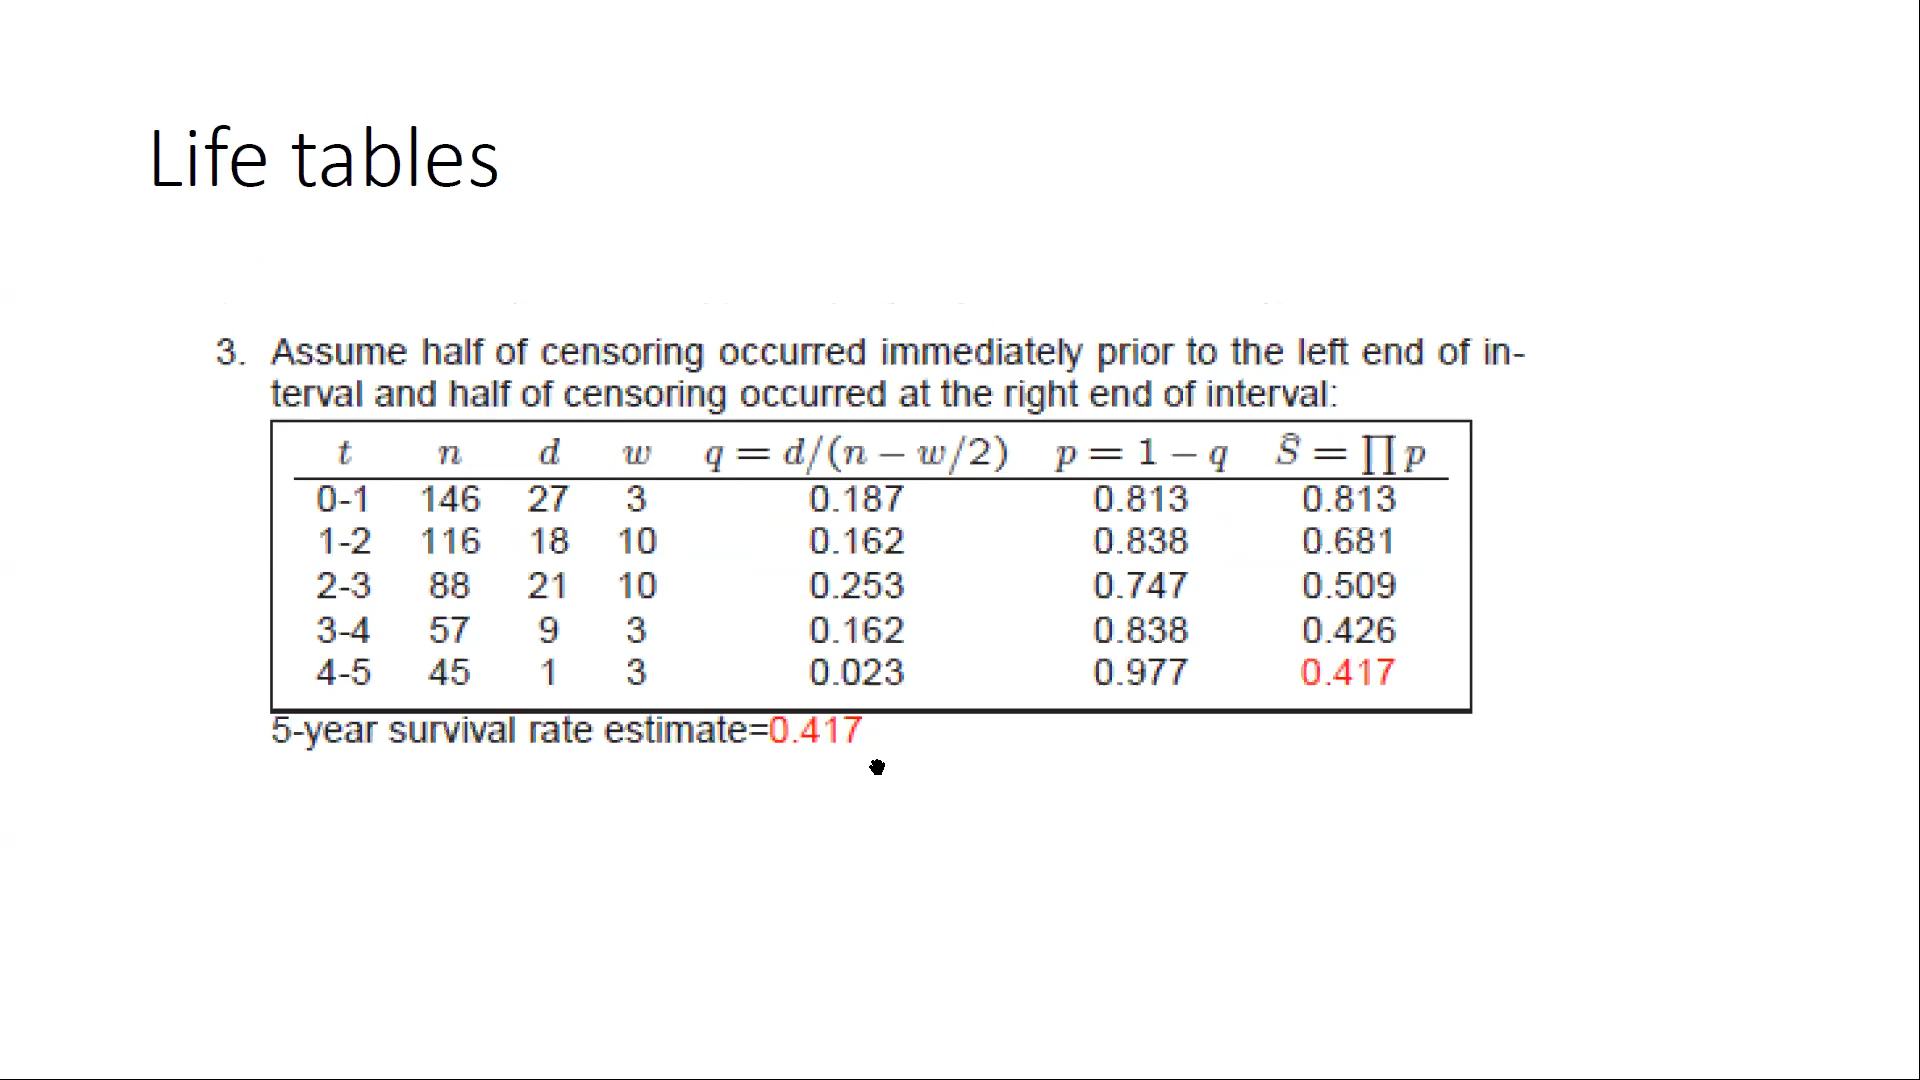 Life tables
3. Assume half of censoring occurred immediately prior to the left end of in-
terval and half of censoring occurred at the right end of interval:
t n d w q = d/(n − w/2) p = 1 − q Ŝ = ∏ p
0-1 146 27 3 0.187 0.813 0.813
1-2 116 18 10 0.162 0.838 0.681
2-3 88 21 10 0.253 0.747 0.509
3-4 57 9 3 0.162 0.838 0.426
4-5 45 1 3 0.023 0.977 0.417
5-year survival rate estimate=0.417